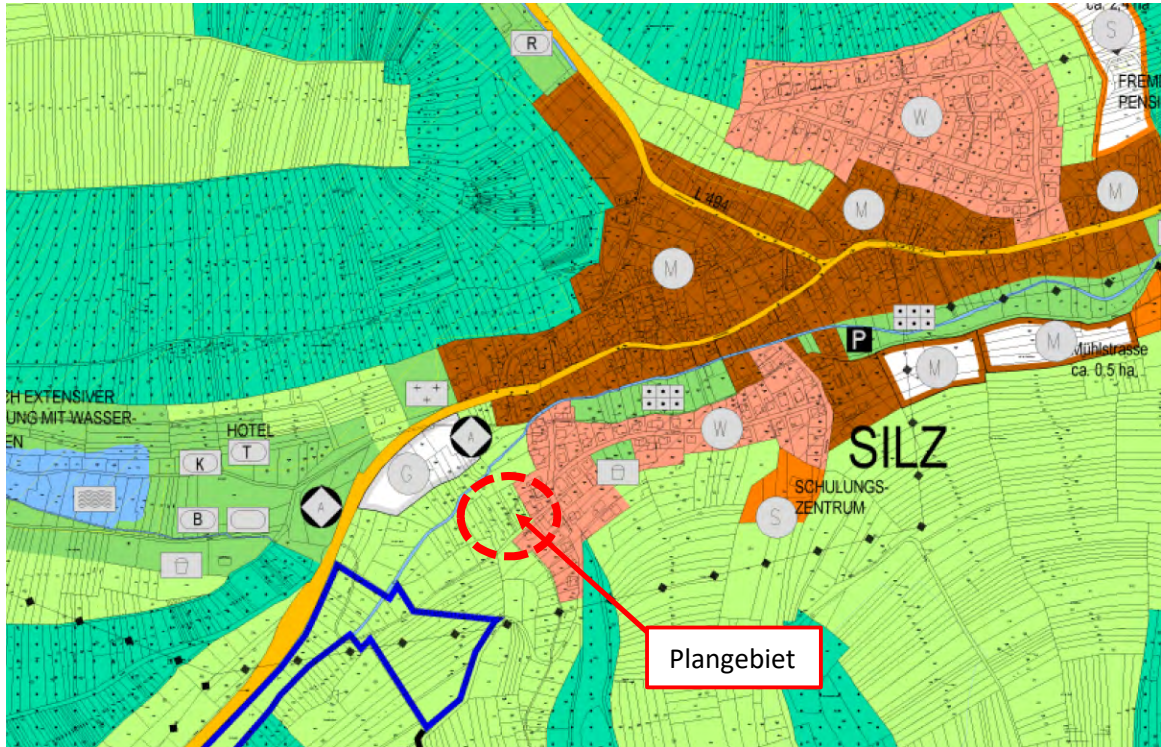 ca. 2,4 ha
S
R
FREM
PENSI
W
M
L 494
M
M
P
M
M
Mühlstrasse
ca. 0.5 ha,
CH EXTENSIVER
UNG MIT WASSER-
EN
HOTEL
T
K
A
W
SILZ
G
SCHULUNGS-
ZENTRUM
S
B
A
Plangebiet